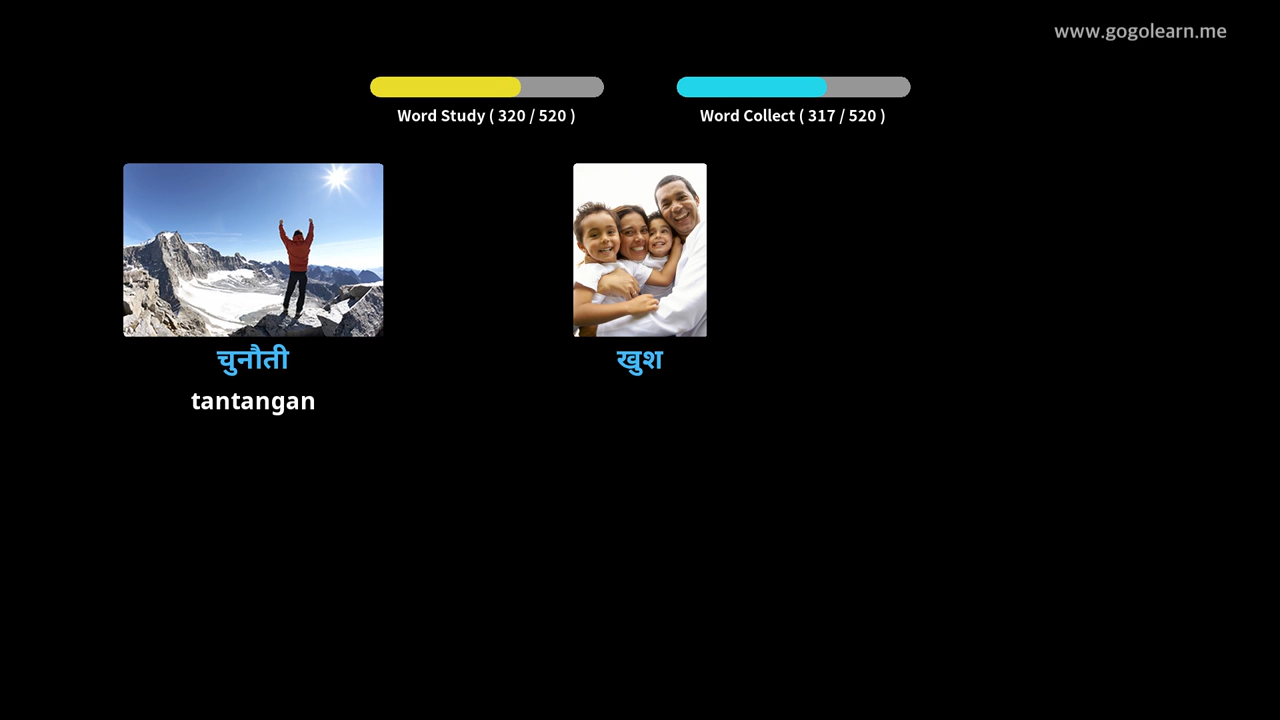 www.gogolearn.me
Word Study ( 320 / 520 )
Word Collect ( 317 / 520 )
चुनौती
tantangan
खुश